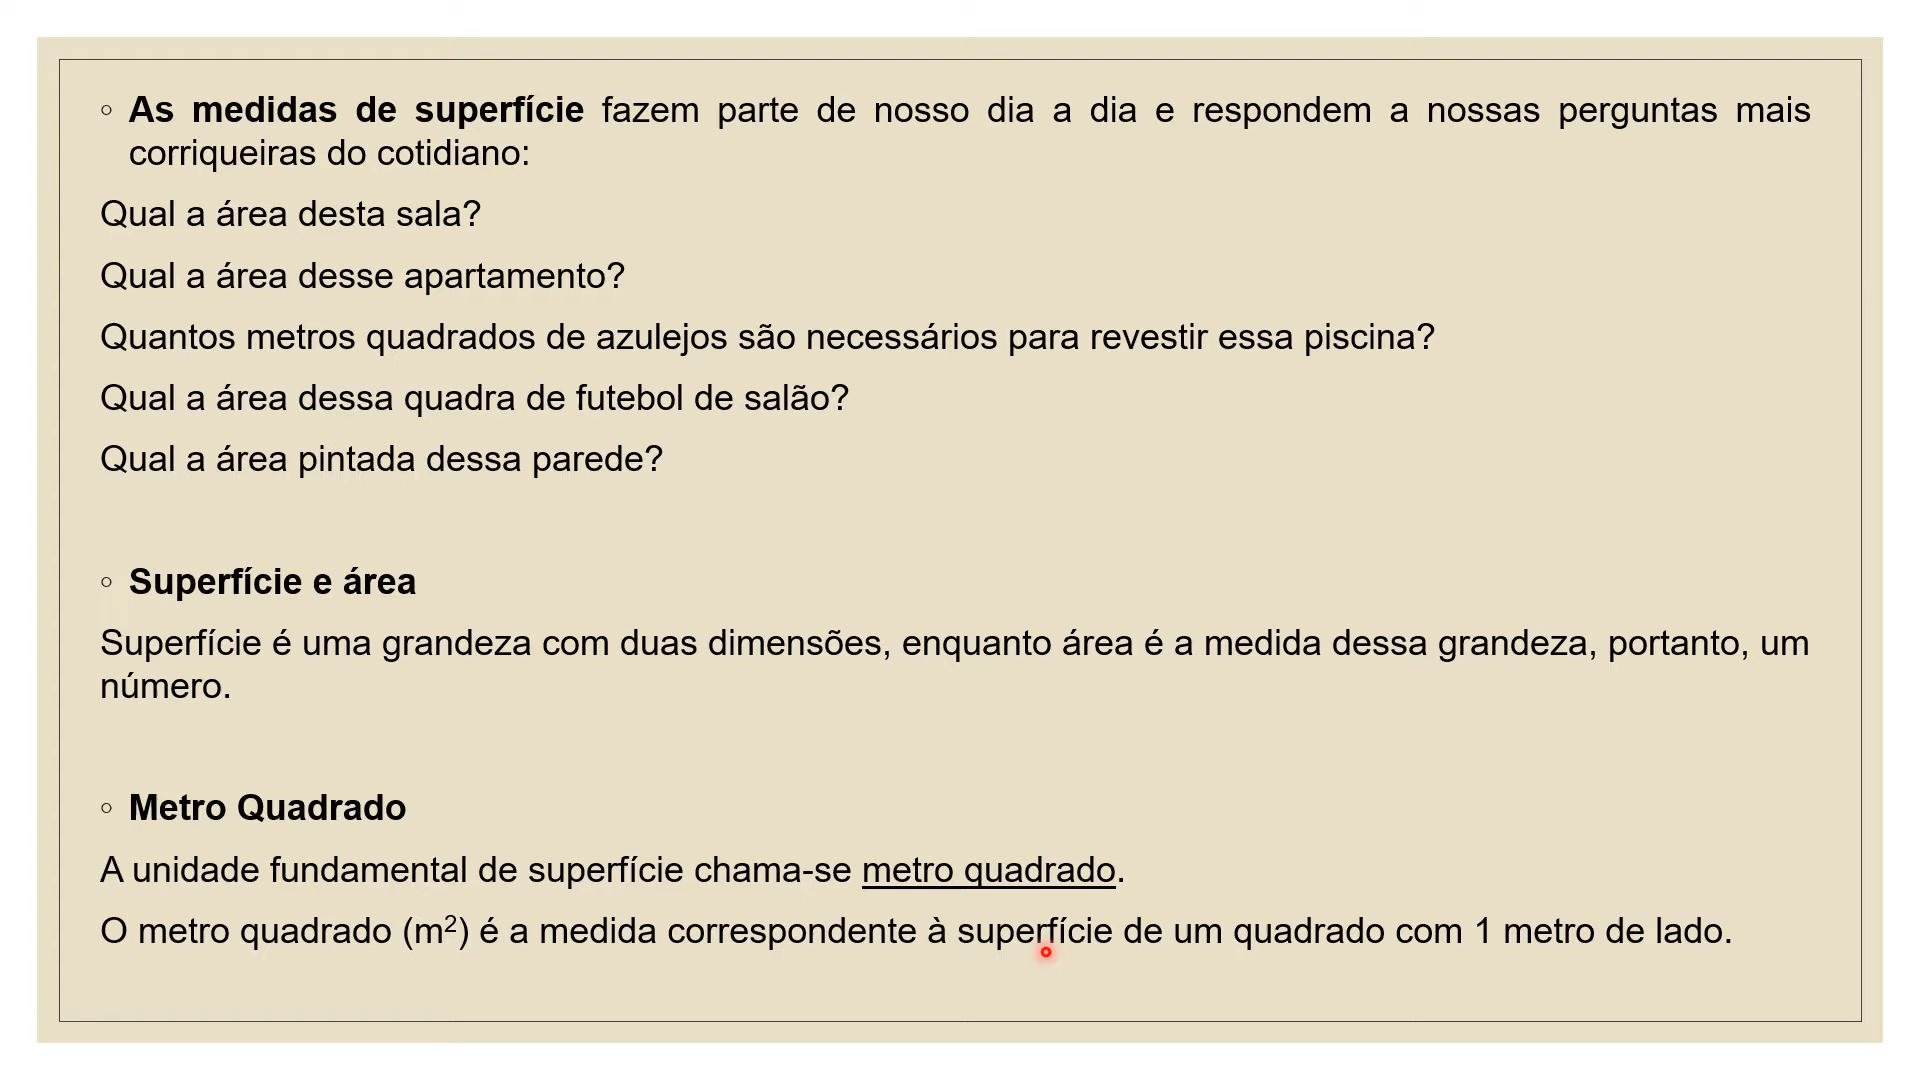 ◦ As medidas de superfície fazem parte de nosso dia a dia e respondem a nossas perguntas mais
corriqueiras do cotidiano:
Qual a área desta sala?
Qual a área desse apartamento?
Quantos metros quadrados de azulejos são necessários para revestir essa piscina?
Qual a área dessa quadra de futebol de salão?
Qual a área pintada dessa parede?
◦ Superfície e área
Superfície é uma grandeza com duas dimensões, enquanto área é a medida dessa grandeza, portanto, um
número.
◦ Metro Quadrado
A unidade fundamental de superfície chama-se metro quadrado.
O metro quadrado (m²) é a medida correspondente à superfície de um quadrado com 1 metro de lado.